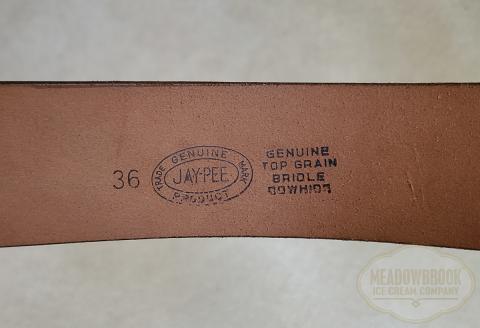 36
GENUINE
TRADE JAY-PEE MARK
PRODUCT
GENUINE
TOP GRAIN
BRIDLE
COWHIDE
MEADOWBROOK
ICE CREAM COMPANY